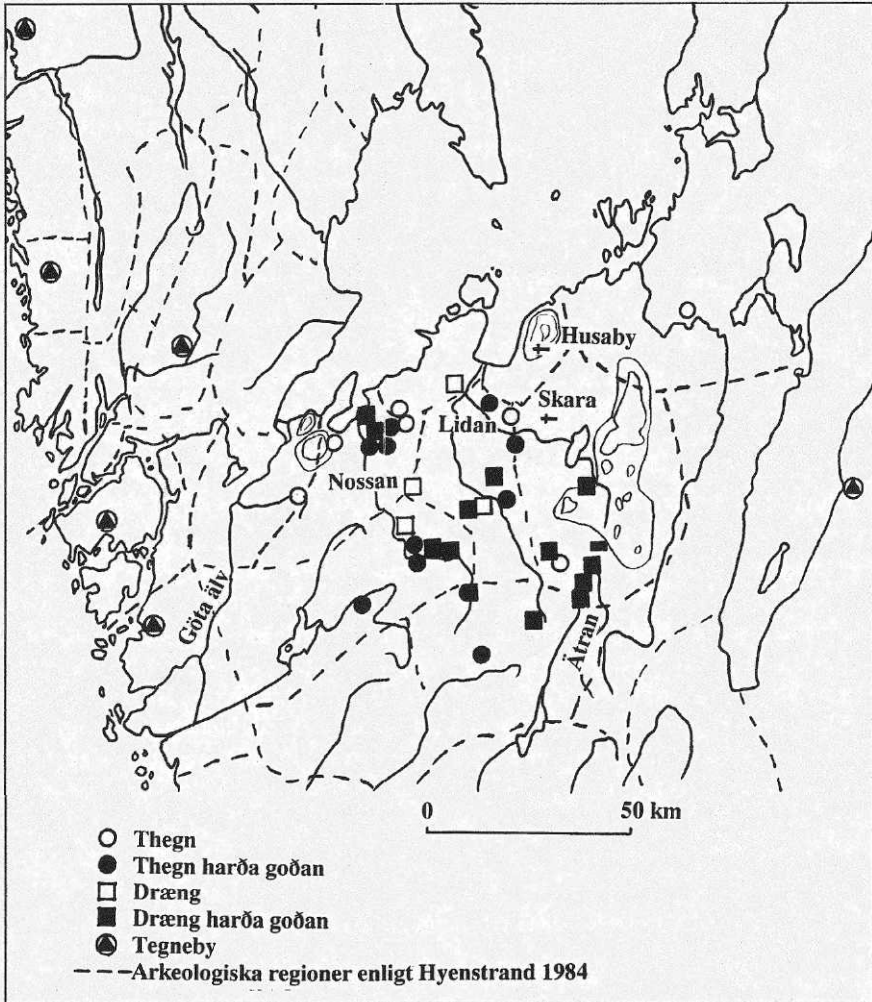 Husaby
Skara
Lidan
Nossan
Göta älv
Ätran
0 50 km
Thegn
Thegn harða goðan
Dræng
Dræng harða goðan
Tegneby
Arkeologiska regioner enligt Hyenstrand 1984